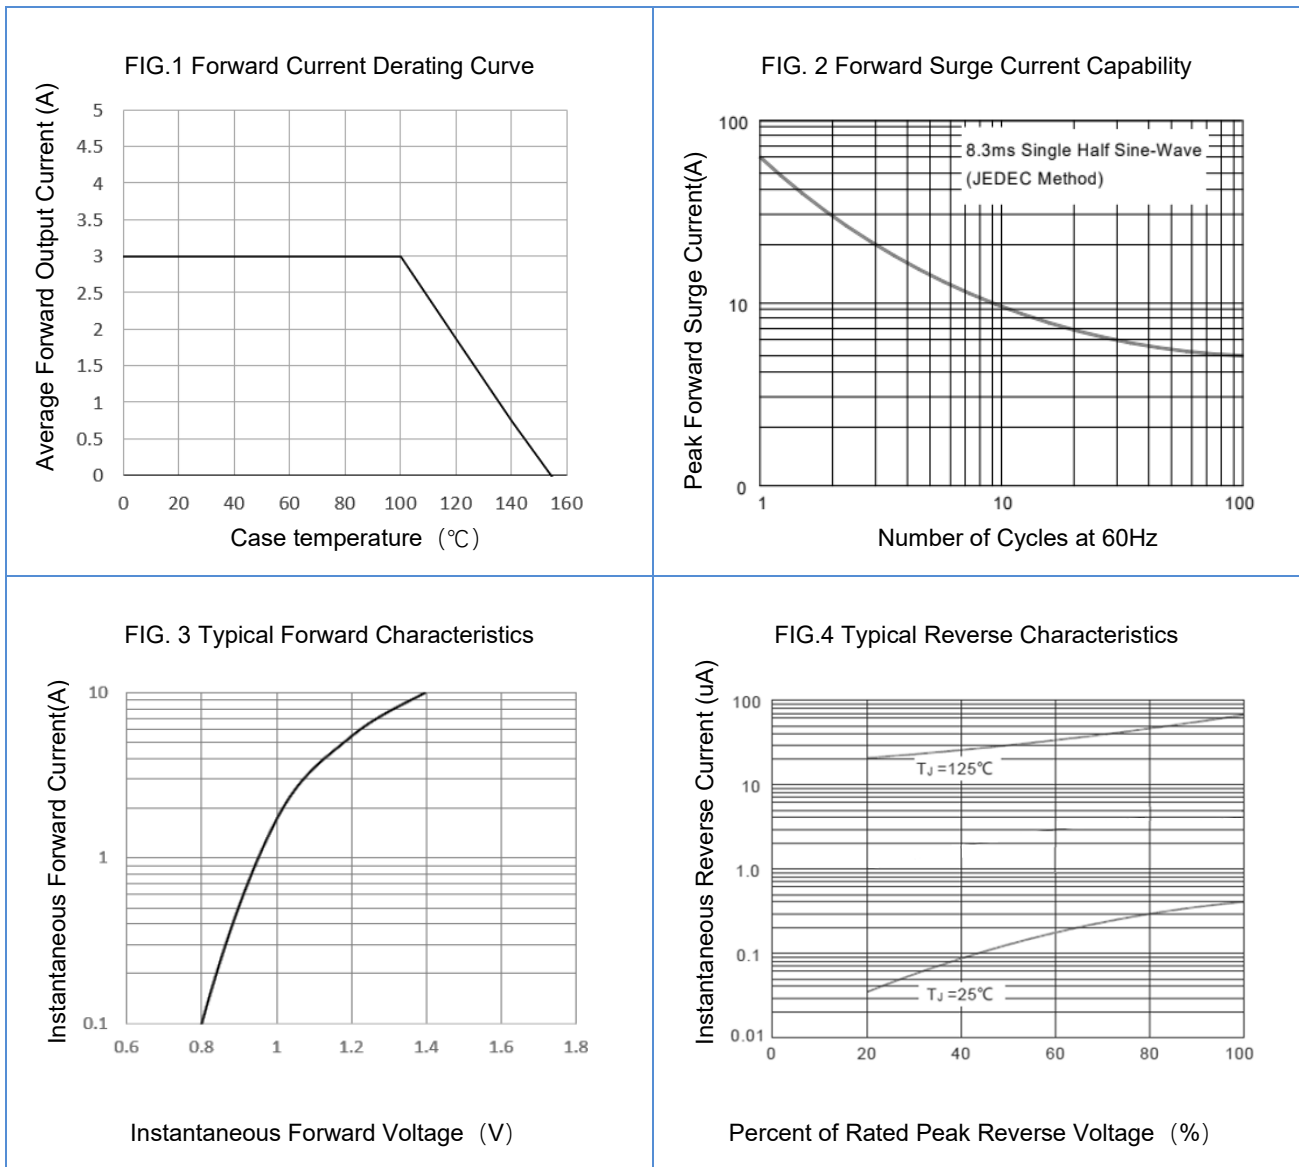 FIG.1 Forward Current Derating Curve
Average Forward Output Current (A)
5
4.5
4
3.5
3
2.5
2
1.5
1
0.5
0
0 20 40 60 80 100 120 140 160
Case temperature（℃）
FIG. 2 Forward Surge Current Capability
Peak Forward Surge Current(A)
100
8.3ms Single Half Sine-Wave
(JEDEC Method)
10
0
1 10 100
Number of Cycles at 60Hz
FIG. 3 Typical Forward Characteristics
Instantaneous Forward Current(A)
10
1
0.1
0.6 0.8 1 1.2 1.4 1.6 1.8
Instantaneous Forward Voltage（V）
FIG.4 Typical Reverse Characteristics
Instantaneous Reverse Current (uA)
100
TJ =125℃
10
1.0
0.1
TJ =25℃
0.01
0 20 40 60 80 100
Percent of Rated Peak Reverse Voltage（%）